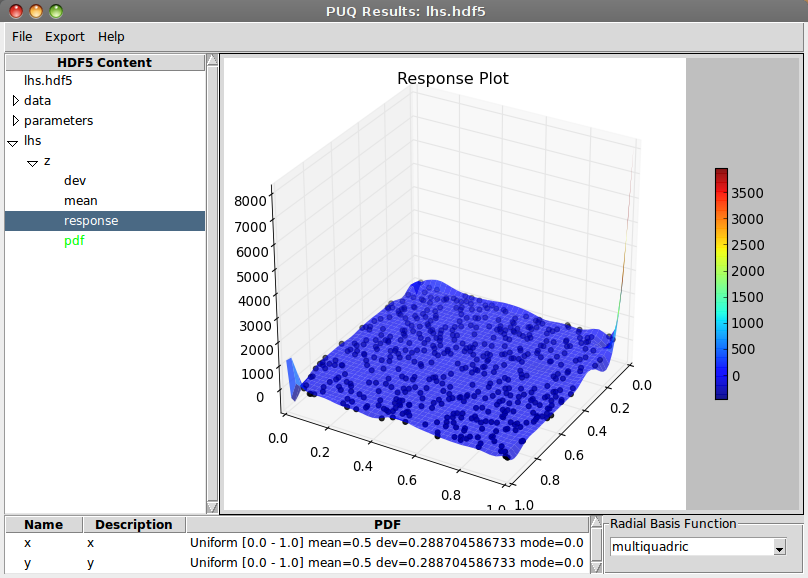 PUQ Results: lhs.hdf5
File Export Help
HDF5 Content
lhs.hdf5
data
parameters
lhs
z
dev
mean
response
pdf
Response Plot
8000
7000
6000
5000
4000
3000
2000
1000
0
0.0
0.2
0.4
0.6
0.8
1.0
0.0
0.2
0.4
0.6
0.8
1.0
3500
3000
2500
2000
1500
1000
500
0
Name Description PDF
x x Uniform [0.0 - 1.0] mean=0.5 dev=0.288704586733 mode=0.0
y y Uniform [0.0 - 1.0] mean=0.5 dev=0.288704586733 mode=0.0
Radial Basis Function
multiquadric